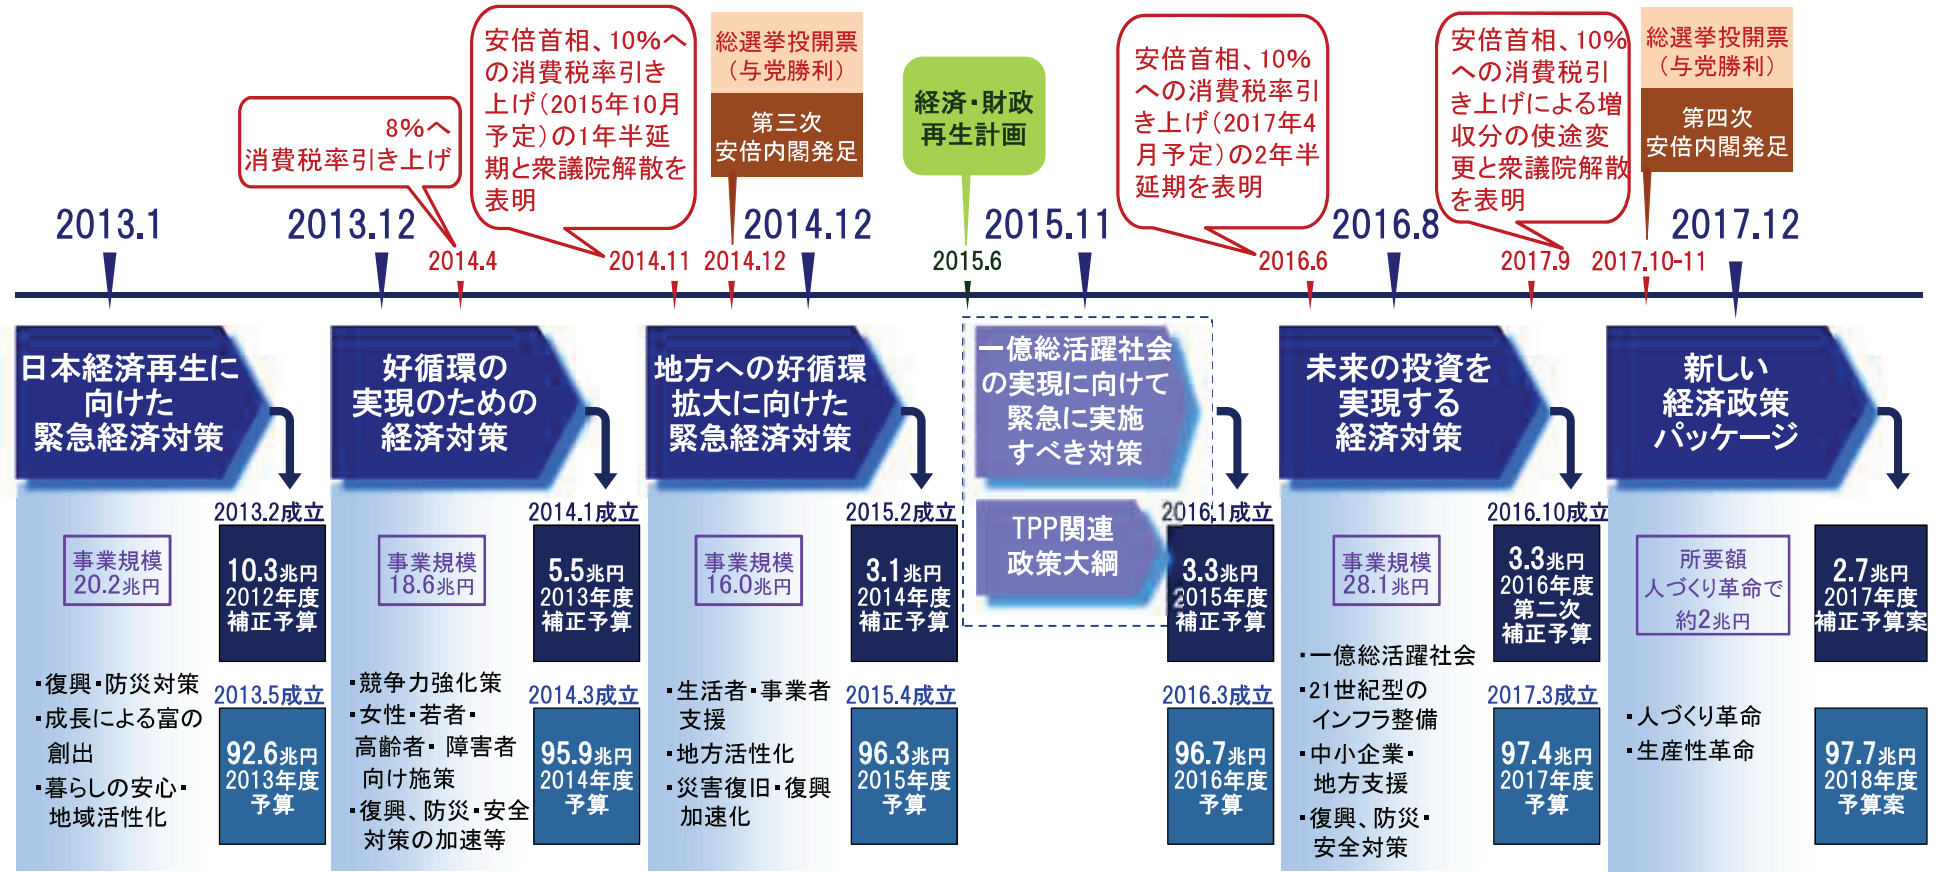 8%へ
消費税率引き上げ
安倍首相、10%へ
の消費税率引き
上げ(2015年10月
予定)の1年半延
期と衆議院解散を
表明
総選挙投開票
(与党勝利)
第三次
安倍内閣発足
経済・財政
再生計画
安倍首相、10%
への消費税率引
き上げ(2017年4
月予定)の2年半
延期を表明
安倍首相、10%
への消費税引
き上げによる増
収分の使途変
更と衆議院解散
を表明
総選挙投開票
(与党勝利)
第四次
安倍内閣発足
2013.1
2013.12
2014.4
2014.11
2014.12
2014.12
2015.6
2015.11
2016.6
2016.8
2017.9
2017.10-11
2017.12
日本経済再生に
向けた
緊急経済対策
2013.2成立
事業規模
20.2兆円
10.3兆円
2012年度
補正予算
・復興・防災対策
・成長による富の
創出
・暮らしの安心・
地域活性化
2013.5成立
92.6兆円
2013年度
予算
好循環の
実現のための
経済対策
2014.1成立
事業規模
18.6兆円
5.5兆円
2013年度
補正予算
・競争力強化策
・女性・若者・
高齢者・障害者
向け施策
・復興、防災・安全
対策の加速等
2014.3成立
95.9兆円
2014年度
予算
地方への好循環
拡大に向けた
緊急経済対策
2015.2成立
事業規模
16.0兆円
3.1兆円
2014年度
補正予算
・生活者・事業者
支援
・地方活性化
・災害復旧・復興
加速化
2015.4成立
96.3兆円
2015年度
予算
一億総活躍社会
の実現に向けて
緊急に実施
すべき対策
TPP関連
政策大綱
2016.1成立
3.3兆円
2015年度
補正予算
2016.3成立
96.7兆円
2016年度
予算
未来の投資を
実現する
経済対策
2016.10成立
事業規模
28.1兆円
3.3兆円
2016年度
第二次
補正予算
・一億総活躍社会
・21世紀型の
インフラ整備
・中小企業・
地方支援
・復興、防災・
安全対策
2017.3成立
97.4兆円
2017年度
予算
新しい
経済政策
パッケージ
所要額
人づくり革命で
約2兆円
2.7兆円
2017年度
補正予算案
・人づくり革命
・生産性革命
97.7兆円
2018年度
予算案